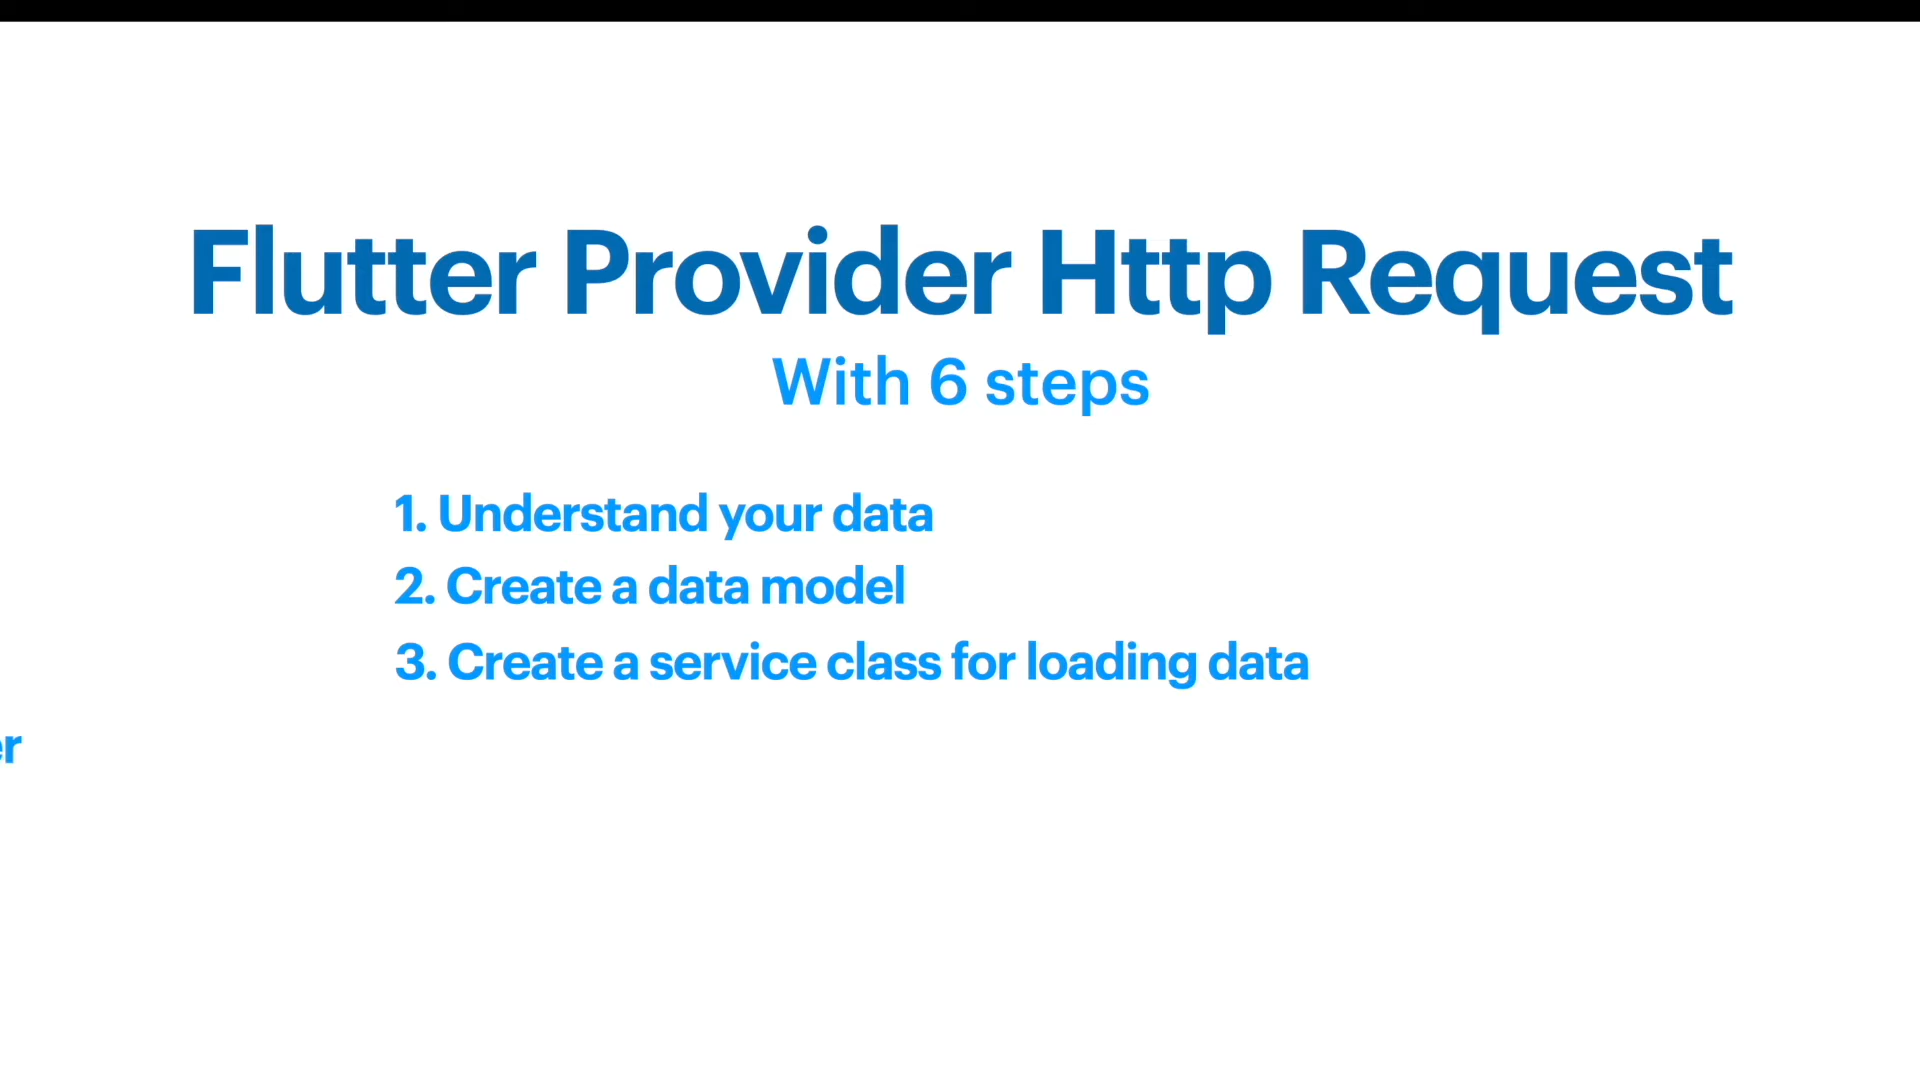 Flutter Provider Http Request
With 6 steps
1. Understand your data
2. Create a data model
3. Create a service class for loading data
er